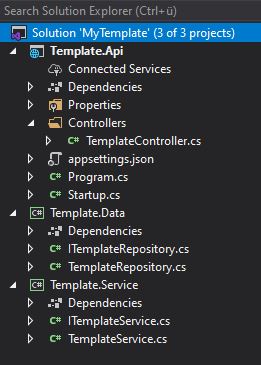 Search Solution Explorer (Ctrl+ü)
Solution 'MyTemplate' (3 of 3 projects)
Template.Api
Connected Services
Dependencies
Properties
Controllers
C# TemplateController.cs
appsettings.json
C# Program.cs
C# Startup.cs
C# Template.Data
Dependencies
C# ITemplateRepository.cs
C# TemplateRepository.cs
C# Template.Service
Dependencies
C# ITemplateService.cs
C# TemplateService.cs